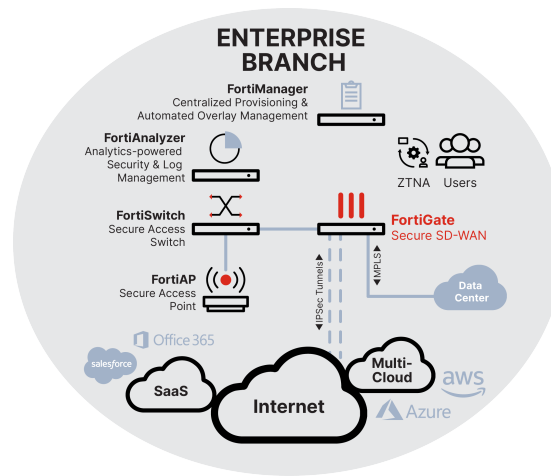 ENTERPRISE
BRANCH
FortiManager
Centralized Provisioning &
Automated Overlay Management
FortiAnalyzer
Analytics-powered
Security & Log
Management
ZTNA
Users
FortiSwitch
Secure Access
Switch
FortiGate
Secure SD-WAN
FortiAP
Secure Access
Point
IPSec Tunnels
MPLS
Data
Center
Office 365
salesforce
SaaS
Internet
Multi-
Cloud
aws
Azure